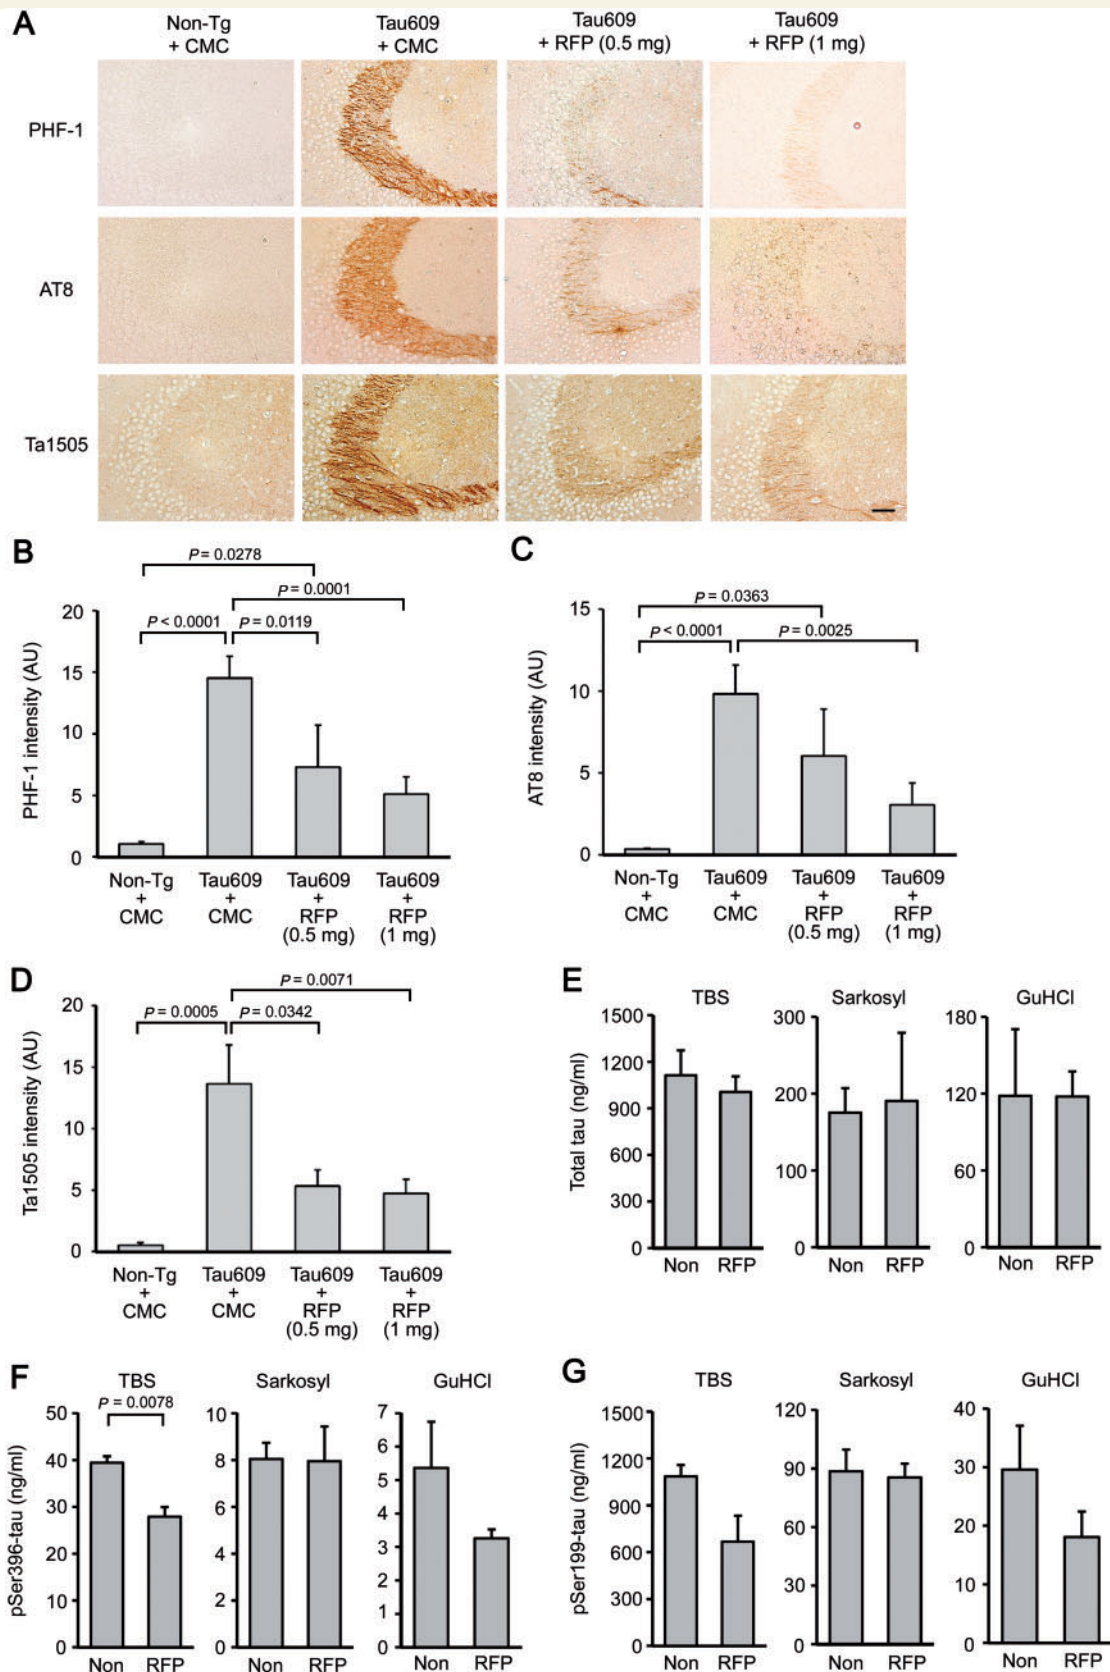 A
Non-Tg
+ CMC
Tau609
+ CMC
Tau609
+ RFP (0.5 mg)
Tau609
+ RFP (1 mg)
PHF-1
AT8
Ta1505
B
P = 0.0278
P = 0.0001
P < 0.0001
P = 0.0119
PHF-1 intensity (AU)
20
15
10
5
0
Non-Tg
+
CMC
Tau609
+
CMC
Tau609
+
RFP
(0.5 mg)
Tau609
+
RFP
(1 mg)
C
P = 0.0363
P < 0.0001
P = 0.0025
AT8 intensity (AU)
15
10
5
0
Non-Tg
+
CMC
Tau609
+
CMC
Tau609
+
RFP
(0.5 mg)
Tau609
+
RFP
(1 mg)
D
P = 0.0071
P = 0.0005
P = 0.0342
Ta1505 intensity (AU)
20
15
10
5
0
Non-Tg
+
CMC
Tau609
+
CMC
Tau609
+
RFP
(0.5 mg)
Tau609
+
RFP
(1 mg)
E
Total tau (ng/ml)
TBS
1500
1200
900
600
300
0
Non RFP
Sarkosyl
300
200
100
0
Non RFP
GuHCl
180
120
60
0
Non RFP
F
pSer396-tau (ng/ml)
TBS
P = 0.0078
50
40
30
20
10
0
Non RFP
Sarkosyl
10
8
6
4
2
0
Non RFP
GuHCl
7
6
5
4
3
2
1
0
Non RFP
G
pSer199-tau (ng/ml)
TBS
1500
1200
900
600
300
0
Non RFP
Sarkosyl
120
90
60
30
0
Non RFP
GuHCl
40
30
20
10
0
Non RFP